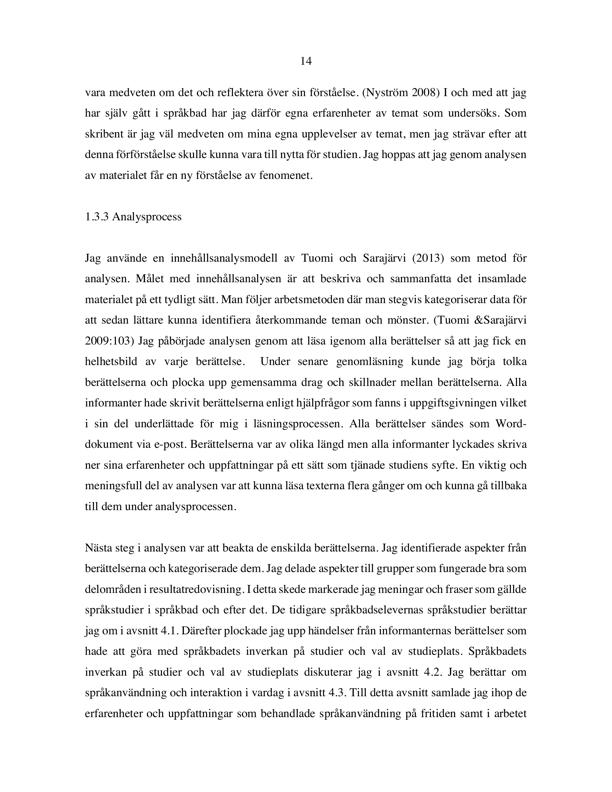 14
vara medveten om det och reflektera över sin förståelse. (Nyström 2008) I och med att jag
har själv gått i språkbad har jag därför egna erfarenheter av temat som undersöks. Som
skribent är jag väl medveten om mina egna upplevelser av temat, men jag strävar efter att
denna förförståelse skulle kunna vara till nytta för studien. Jag hoppas att jag genom analysen
av materialet får en ny förståelse av fenomenet.
1.3.3 Analysprocess
Jag använde en innehållsanalysmodell av Tuomi och Sarajärvi (2013) som metod för
analysen. Målet med innehållsanalysen är att beskriva och sammanfatta det insamlade
materialet på ett tydligt sätt. Man följer arbetsmetoden där man stegvis kategoriserar data för
att sedan lättare kunna identifiera återkommande teman och mönster. (Tuomi &Sarajärvi
2009:103) Jag påbörjade analysen genom att läsa igenom alla berättelser så att jag fick en
helhetsbild av varje berättelse. Under senare genomläsning kunde jag börja tolka
berättelserna och plocka upp gemensamma drag och skillnader mellan berättelserna. Alla
informanter hade skrivit berättelserna enligt hjälpfrågor som fanns i uppgiftsgivningen vilket
i sin del underlättade för mig i läsningsprocessen. Alla berättelser sändes som Word-
dokument via e-post. Berättelserna var av olika längd men alla informanter lyckades skriva
ner sina erfarenheter och uppfattningar på ett sätt som tjänade studiens syfte. En viktig och
meningsfull del av analysen var att kunna läsa texterna flera gånger om och kunna gå tillbaka
till dem under analysprocessen.
Nästa steg i analysen var att beakta de enskilda berättelserna. Jag identifierade aspekter från
berättelserna och kategoriserade dem. Jag delade aspekter till grupper som fungerade bra som
delområden i resultatredovisning. I detta skede markerade jag meningar och fraser som gällde
språkstudier i språkbad och efter det. De tidigare språkbadselevernas språkstudier berättar
jag om i avsnitt 4.1. Därefter plockade jag upp händelser från informanternas berättelser som
hade att göra med språkbadets inverkan på studier och val av studieplats. Språkbadets
inverkan på studier och val av studieplats diskuterar jag i avsnitt 4.2. Jag berättar om
språkanvändning och interaktion i vardag i avsnitt 4.3. Till detta avsnitt samlade jag ihop de
erfarenheter och uppfattningar som behandlade språkanvändning på fritiden samt i arbetet